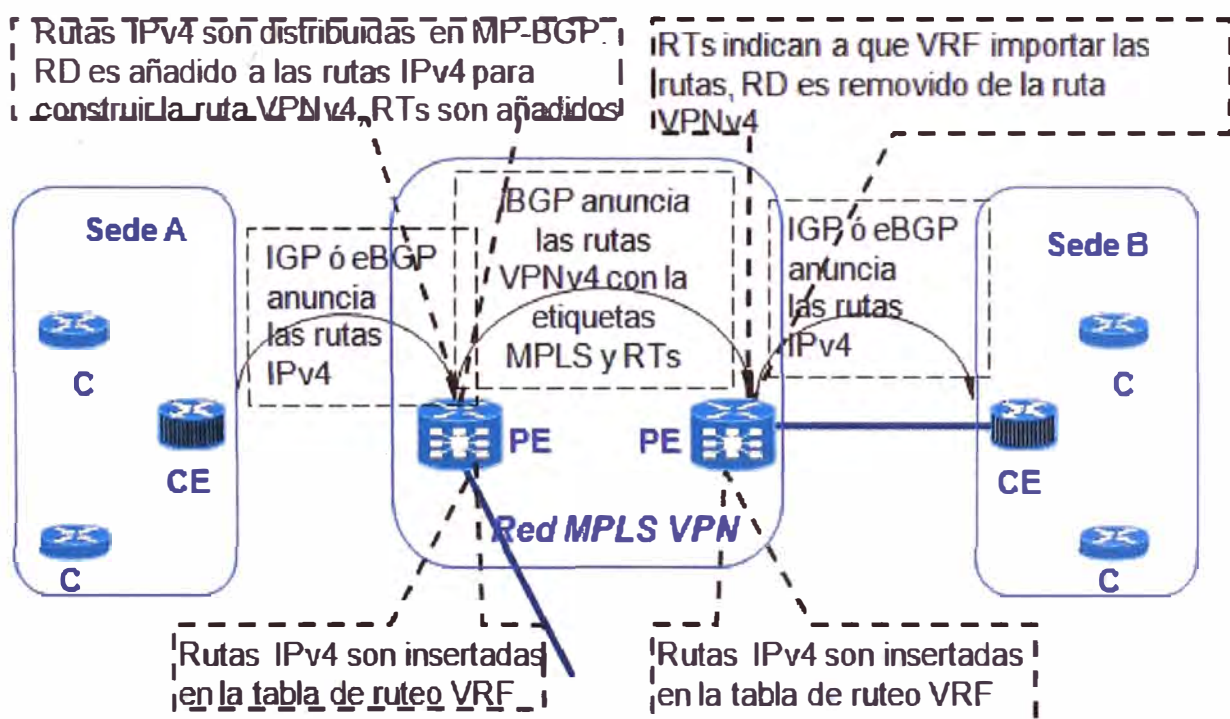 Rutas IPv4 son distribuidas en MP-BGP.
RD es añadido a las rutas IPv4 para
construir la ruta VPNv4, RTs son añadidos
RTs indican a que VRF importar las
rutas, RD es removido de la ruta
VPNv4
Sede A
IGP ó eBGP
anuncia
las rutas
IPv4
BGP anuncia
las rutas
VPNv4 con la
etiquetas
MPLS y RTs
IGP ó eBGP
anuncia
las rutas
IPv4
Sede B
C
C
PE
PE
CE
CE
Red MPLS VPN
C
C
Rutas IPv4 son insertadas
en la tabla de ruteo VRF
Rutas IPv4 son insertadas
en la tabla de ruteo VRF